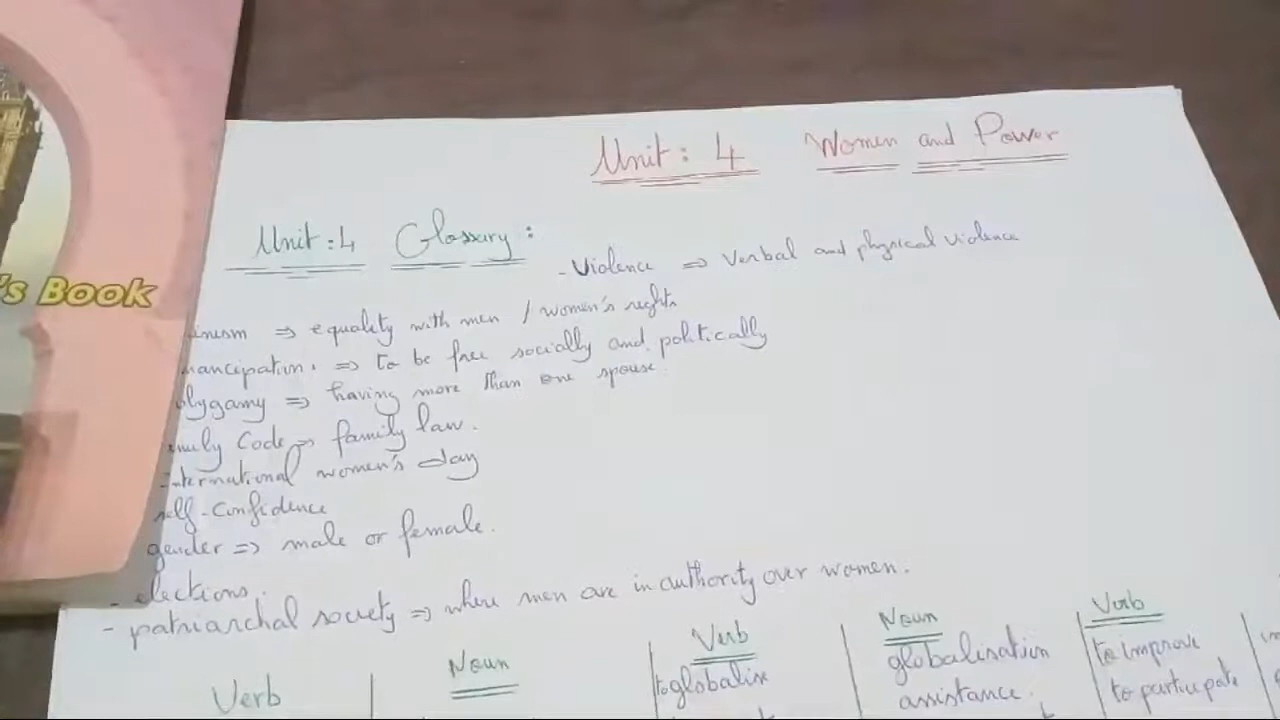 's Book
Unit: 4 Women and Power
Unit: 4 Glossary:
- Violence => Verbal and physical violence
=> equality with men / women's rights
=> to be free socially and politically
=> having more than one spouse.
Code => family law.
women's day
self-Confidence
gender => male or female.
- elections.
- patriarchal society => where men are in authority over women.
Verb Noun Verb Noun Verb
to globalise globalisation to improve
assistance. to participate